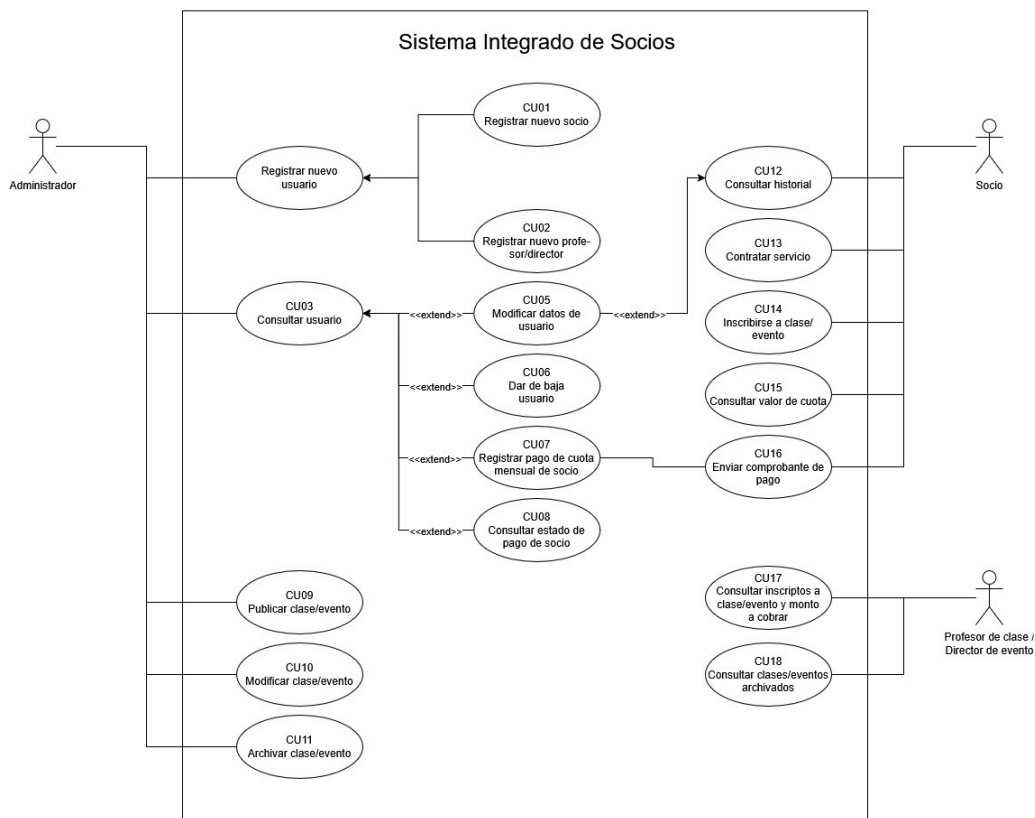 Sistema Integrado de Socios
Administrador
Registrar nuevo
usuario
CU01
Registrar nuevo socio
CU02
Registrar nuevo profe-
sor/director
CU03
Consultar usuario
<<extend>>
CU05
Modificar datos de
usuario
<<extend>>
<<extend>>
CU06
Dar de baja
usuario
<<extend>>
CU07
Registrar pago de cuota
mensual de socio
<<extend>>
CU08
Consultar estado de
pago de socio
CU09
Publicar clase/evento
CU10
Modificar clase/evento
CU11
Archivar clase/evento
CU12
Consultar historial
CU13
Contratar servicio
CU14
Inscribirse a clase/
evento
CU15
Consultar valor de cuota
CU16
Enviar comprobante de
pago
Socio
CU17
Consultar inscriptos a
clase/evento y monto
a cobrar
CU18
Consultar clases/eventos
archivados
Profesor de clase /
Director de evento